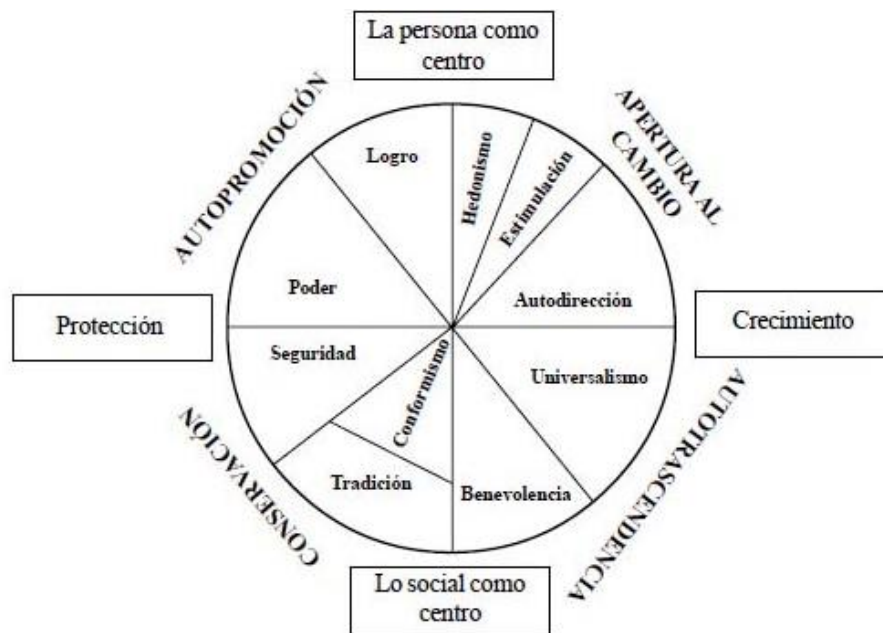 La persona como
centro
AUTOPROMOCIÓN
APERTURA AL
CAMBIO
Logro
Hedonismo
Estimulación
Poder
Autodirección
Protección
Crecimiento
Seguridad
Conformismo
Universalismo
CONSERVACIÓN
Tradición
Benevolencia
AUTOTRASCENDENCIA
Lo social como
centro